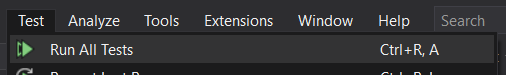 Test Analyze Tools Extensions Window Help Search
Run All Tests Ctrl+R, A